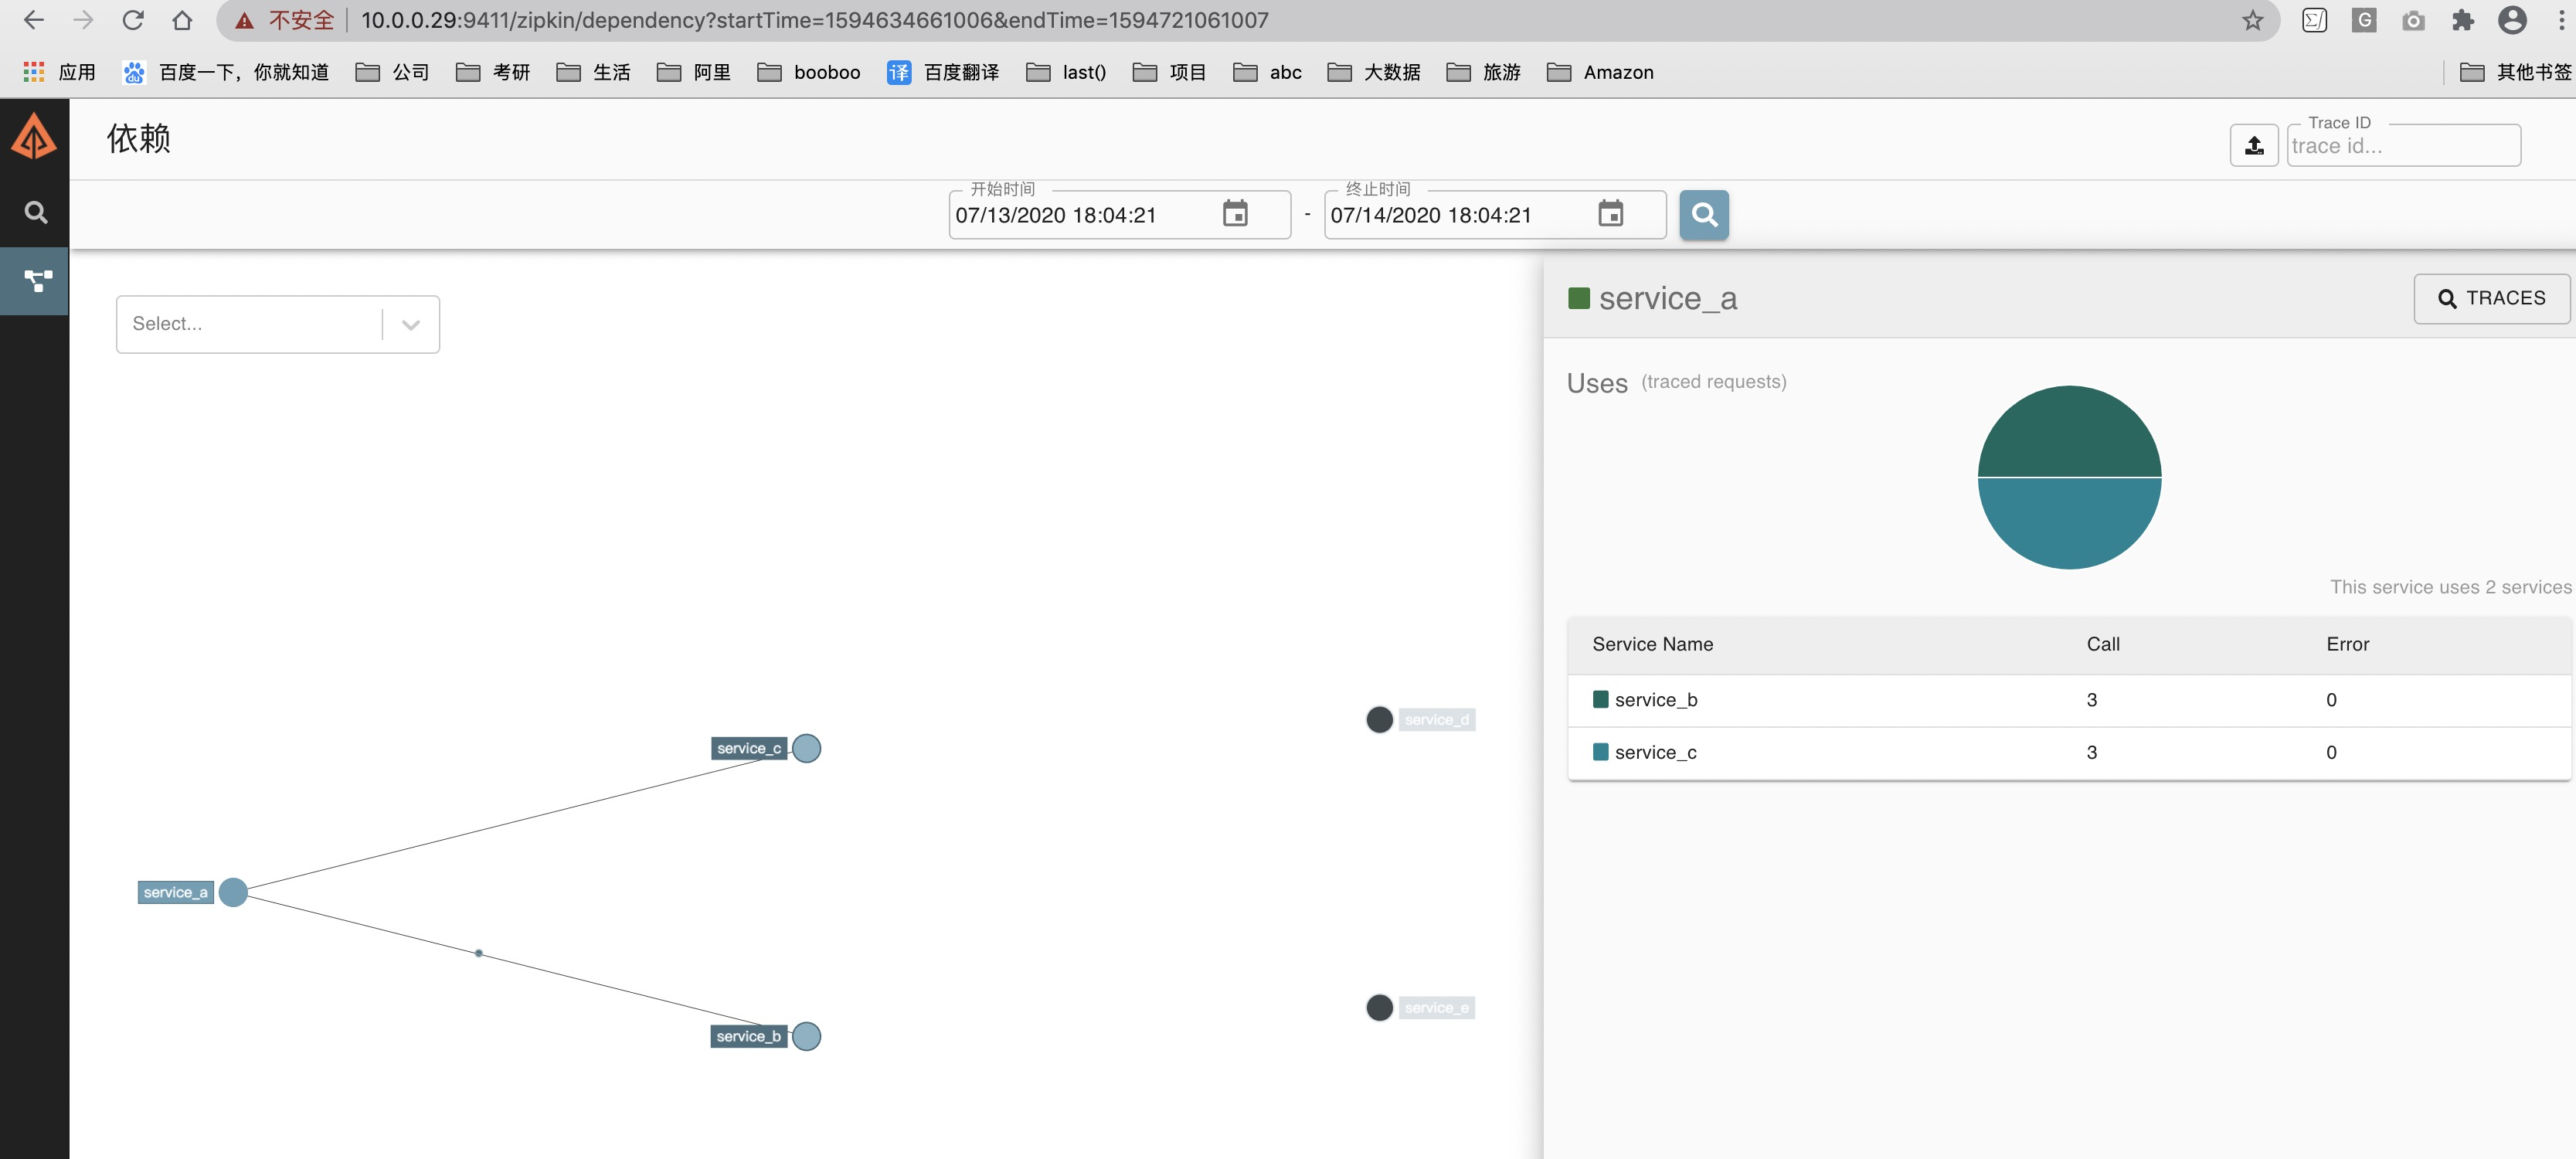 不安全 10.0.0.29:9411/zipkin/dependency?startTime=1594634661006&endTime=1594721061007
应用 百度一下，你就知道 公司 考研 生活 阿里 booboo 译 百度翻译 last() 项目 abc 大数据 旅游 Amazon 其他书签
依赖
Trace ID
trace id...
开始时间
07/13/2020 18:04:21
-
终止时间
07/14/2020 18:04:21
Select...
service_a
TRACES
Uses (traced requests)
This service uses 2 services
Service Name Call Error
service_b 3 0
service_c 3 0
service_d
service_c
service_a
service_e
service_b